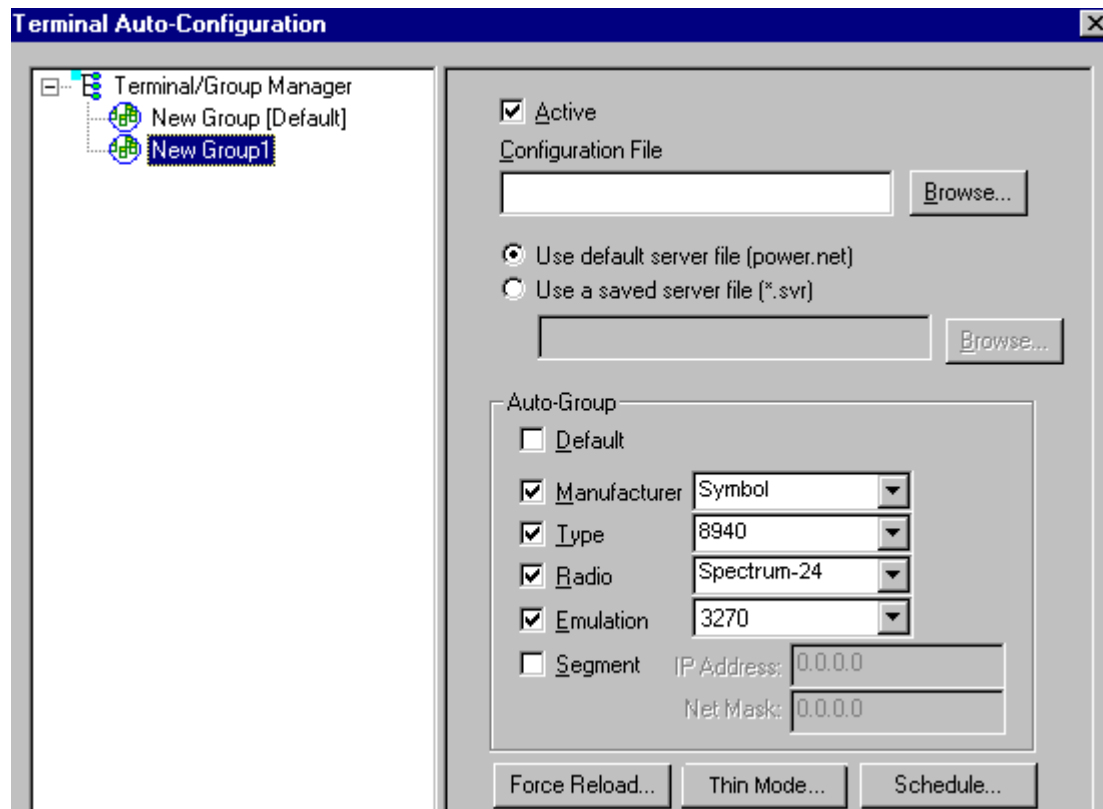 Terminal Auto-Configuration
Terminal/Group Manager
New Group [Default]
New Group1
Active
Configuration File
Browse...
Use default server file (power.net)
Use a saved server file (*.svr)
Browse...
Auto-Group
Default
Manufacturer Symbol
Type 8940
Radio Spectrum-24
Emulation 3270
Segment IP Address: 0.0.0.0
Net Mask: 0.0.0.0
Force Reload... Thin Mode... Schedule...